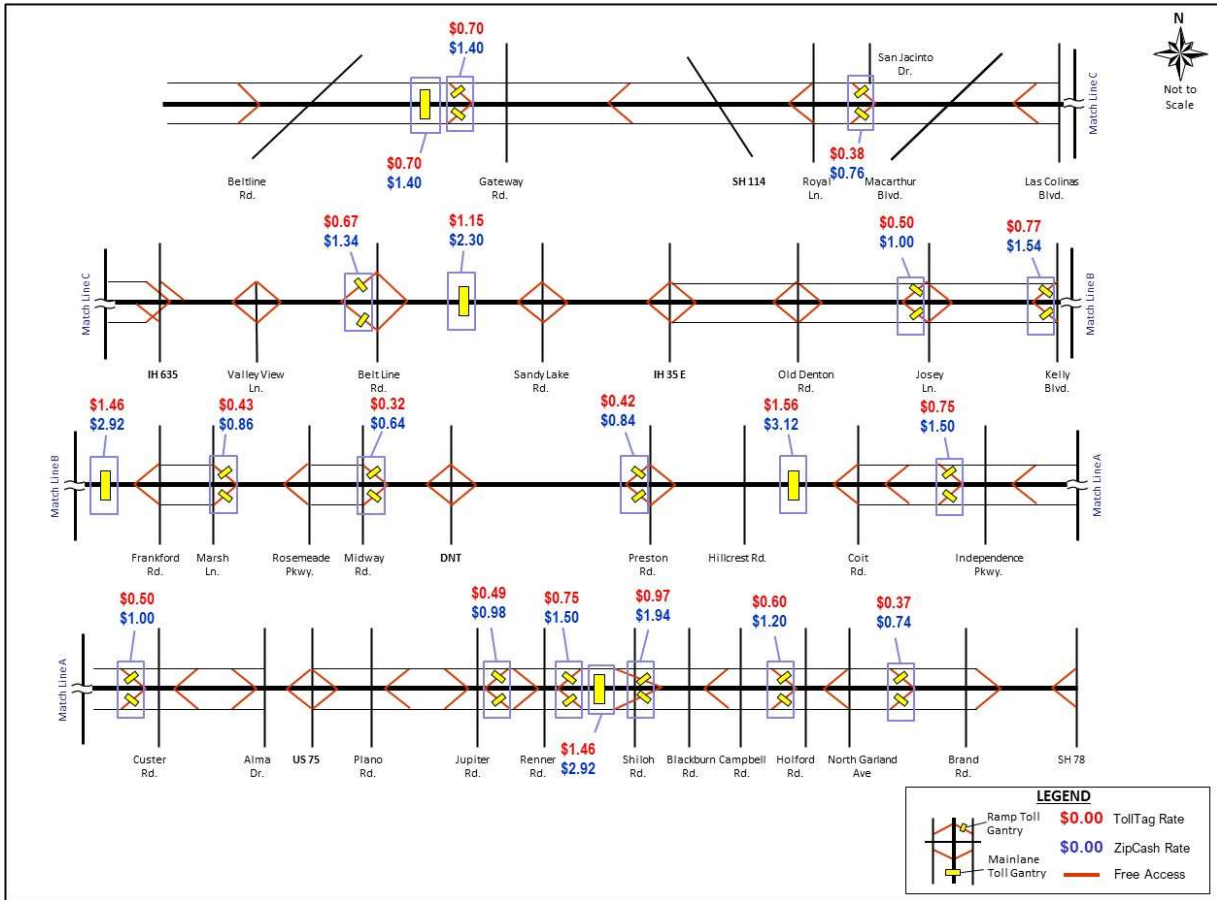 $0.70
$1.40
N
Not to
Scale
San Jacinto
Dr.
Match Line C
$0.70
$1.40
$0.38
$0.76
Beltline
Rd.
Gateway
Rd.
SH 114
Royal
Ln.
Macarthur
Blvd.
Las Colinas
Blvd.
$0.67
$1.34
$1.15
$2.30
$0.50
$1.00
$0.77
$1.54
Match Line C
Match Line B
IH 635
Valley View
Ln.
Belt Line
Rd.
Sandy Lake
Rd.
IH 35 E
Old Denton
Rd.
Josey
Ln.
Kelly
Blvd.
$1.46
$2.92
$0.43
$0.86
$0.32
$0.64
$0.42
$0.84
$1.56
$3.12
$0.75
$1.50
Match Line B
Match Line A
Frankford
Rd.
Marsh
Ln.
Rosemeade
Pkwy.
Midway
Rd.
DNT
Preston
Rd.
Hillcrest Rd.
Coit
Rd.
Independence
Pkwy.
$0.50
$1.00
$0.49
$0.98
$0.75
$1.50
$0.97
$1.94
$0.60
$1.20
$0.37
$0.74
Match Line A
$1.46
$2.92
Custer
Rd.
Alma
Dr.
US 75
Plano
Rd.
Jupiter
Rd.
Renner
Rd.
Shiloh
Rd.
Blackburn
Rd.
Campbell
Rd.
Holford
Rd.
North Garland
Ave
Brand
Rd.
SH 78
LEGEND
Ramp Toll
Gantry
$0.00 TollTag Rate
$0.00 ZipCash Rate
Mainlane
Toll Gantry
Free Access